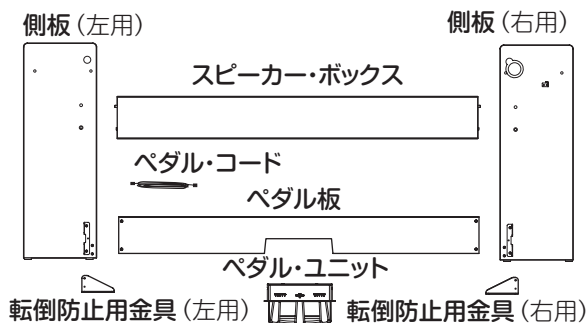 側板（左用）
側板（右用）
スピーカー・ボックス
ペダル・コード
ペダル板
ペダル・ユニット
転倒防止用金具（左用）
転倒防止用金具（右用）